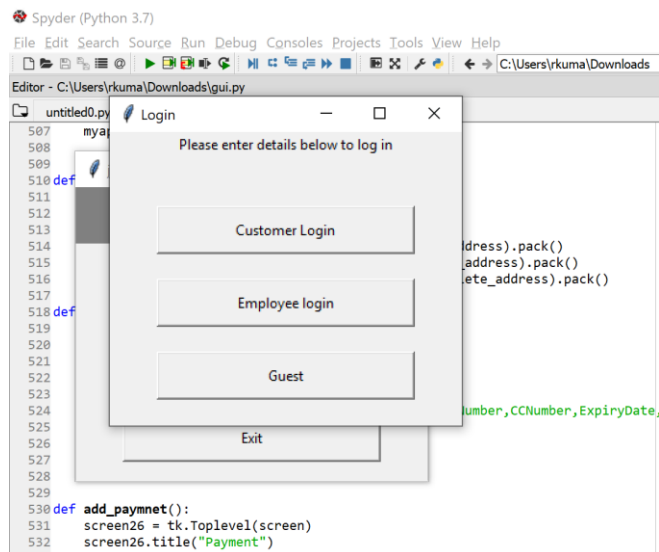 Spyder (Python 3.7)
File Edit Search Source Run Debug Consoles Projects Tools View Help
C:\Users\rkuma\Downloads
Editor - C:\Users\rkuma\Downloads\gui.py
untitled0.py
Login
Please enter details below to log in
Customer Login
Employee login
Guest
Exit
507
508
509
510 def
511
512
513
514 ddress).pack()
515 _address).pack()
516 lete_address).pack()
517
518 def
519
520
521
522
523
524 Number,CCNumber,ExpiryDate,
525
526
527
528
529
530 def add_paymnet():
531 screen26 = tk.Toplevel(screen)
532 screen26.title("Payment")